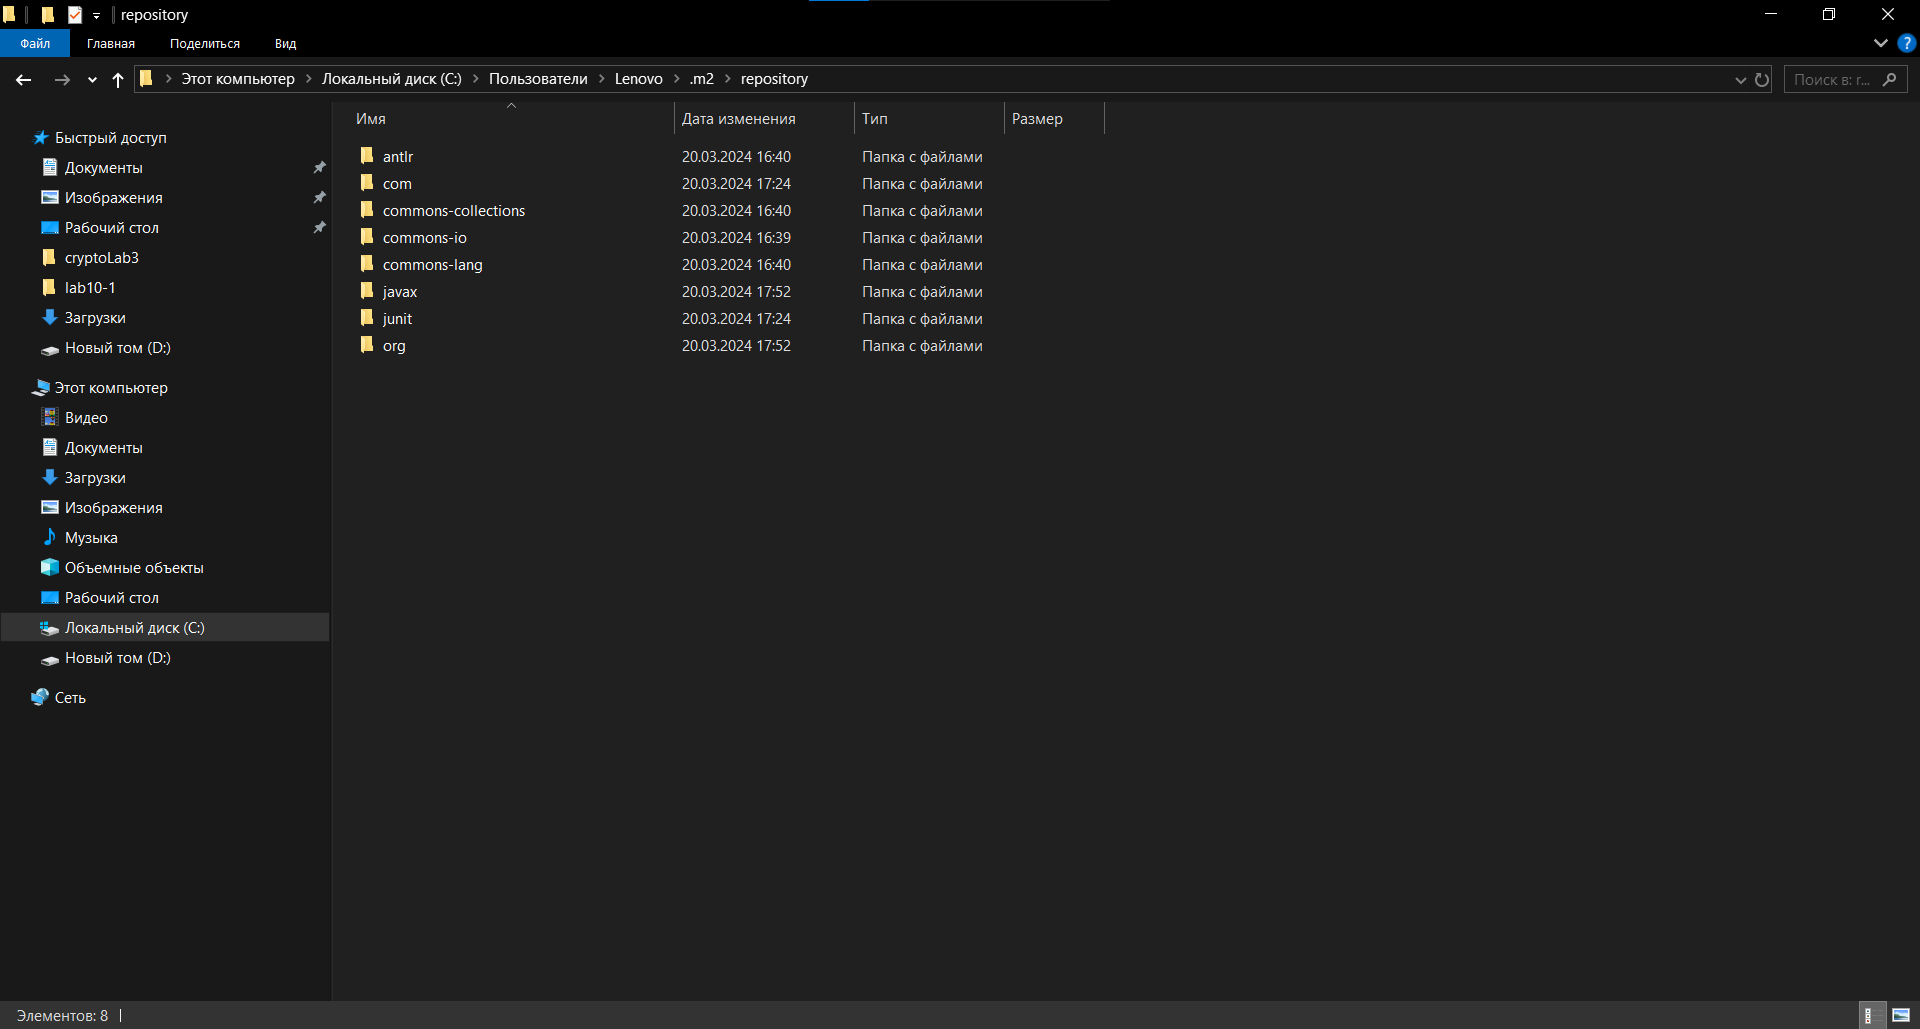 repository
Файл Главная Поделиться Вид ?
Этот компьютер Локальный диск (C:) Пользователи Lenovo .m2 repository Поиск в: r...
Имя Дата изменения Тип Размер
Быстрый доступ
Документы
Изображения
Рабочий стол
cryptoLab3
lab10-1
Загрузки
Новый том (D:)
Этот компьютер
Видео
Документы
Загрузки
Изображения
Музыка
Объемные объекты
Рабочий стол
Локальный диск (C:)
Новый том (D:)
Сеть
antlr 20.03.2024 16:40 Папка с файлами
com 20.03.2024 17:24 Папка с файлами
commons-collections 20.03.2024 16:40 Папка с файлами
commons-io 20.03.2024 16:39 Папка с файлами
commons-lang 20.03.2024 16:40 Папка с файлами
javax 20.03.2024 17:52 Папка с файлами
junit 20.03.2024 17:24 Папка с файлами
org 20.03.2024 17:52 Папка с файлами
Элементов: 8